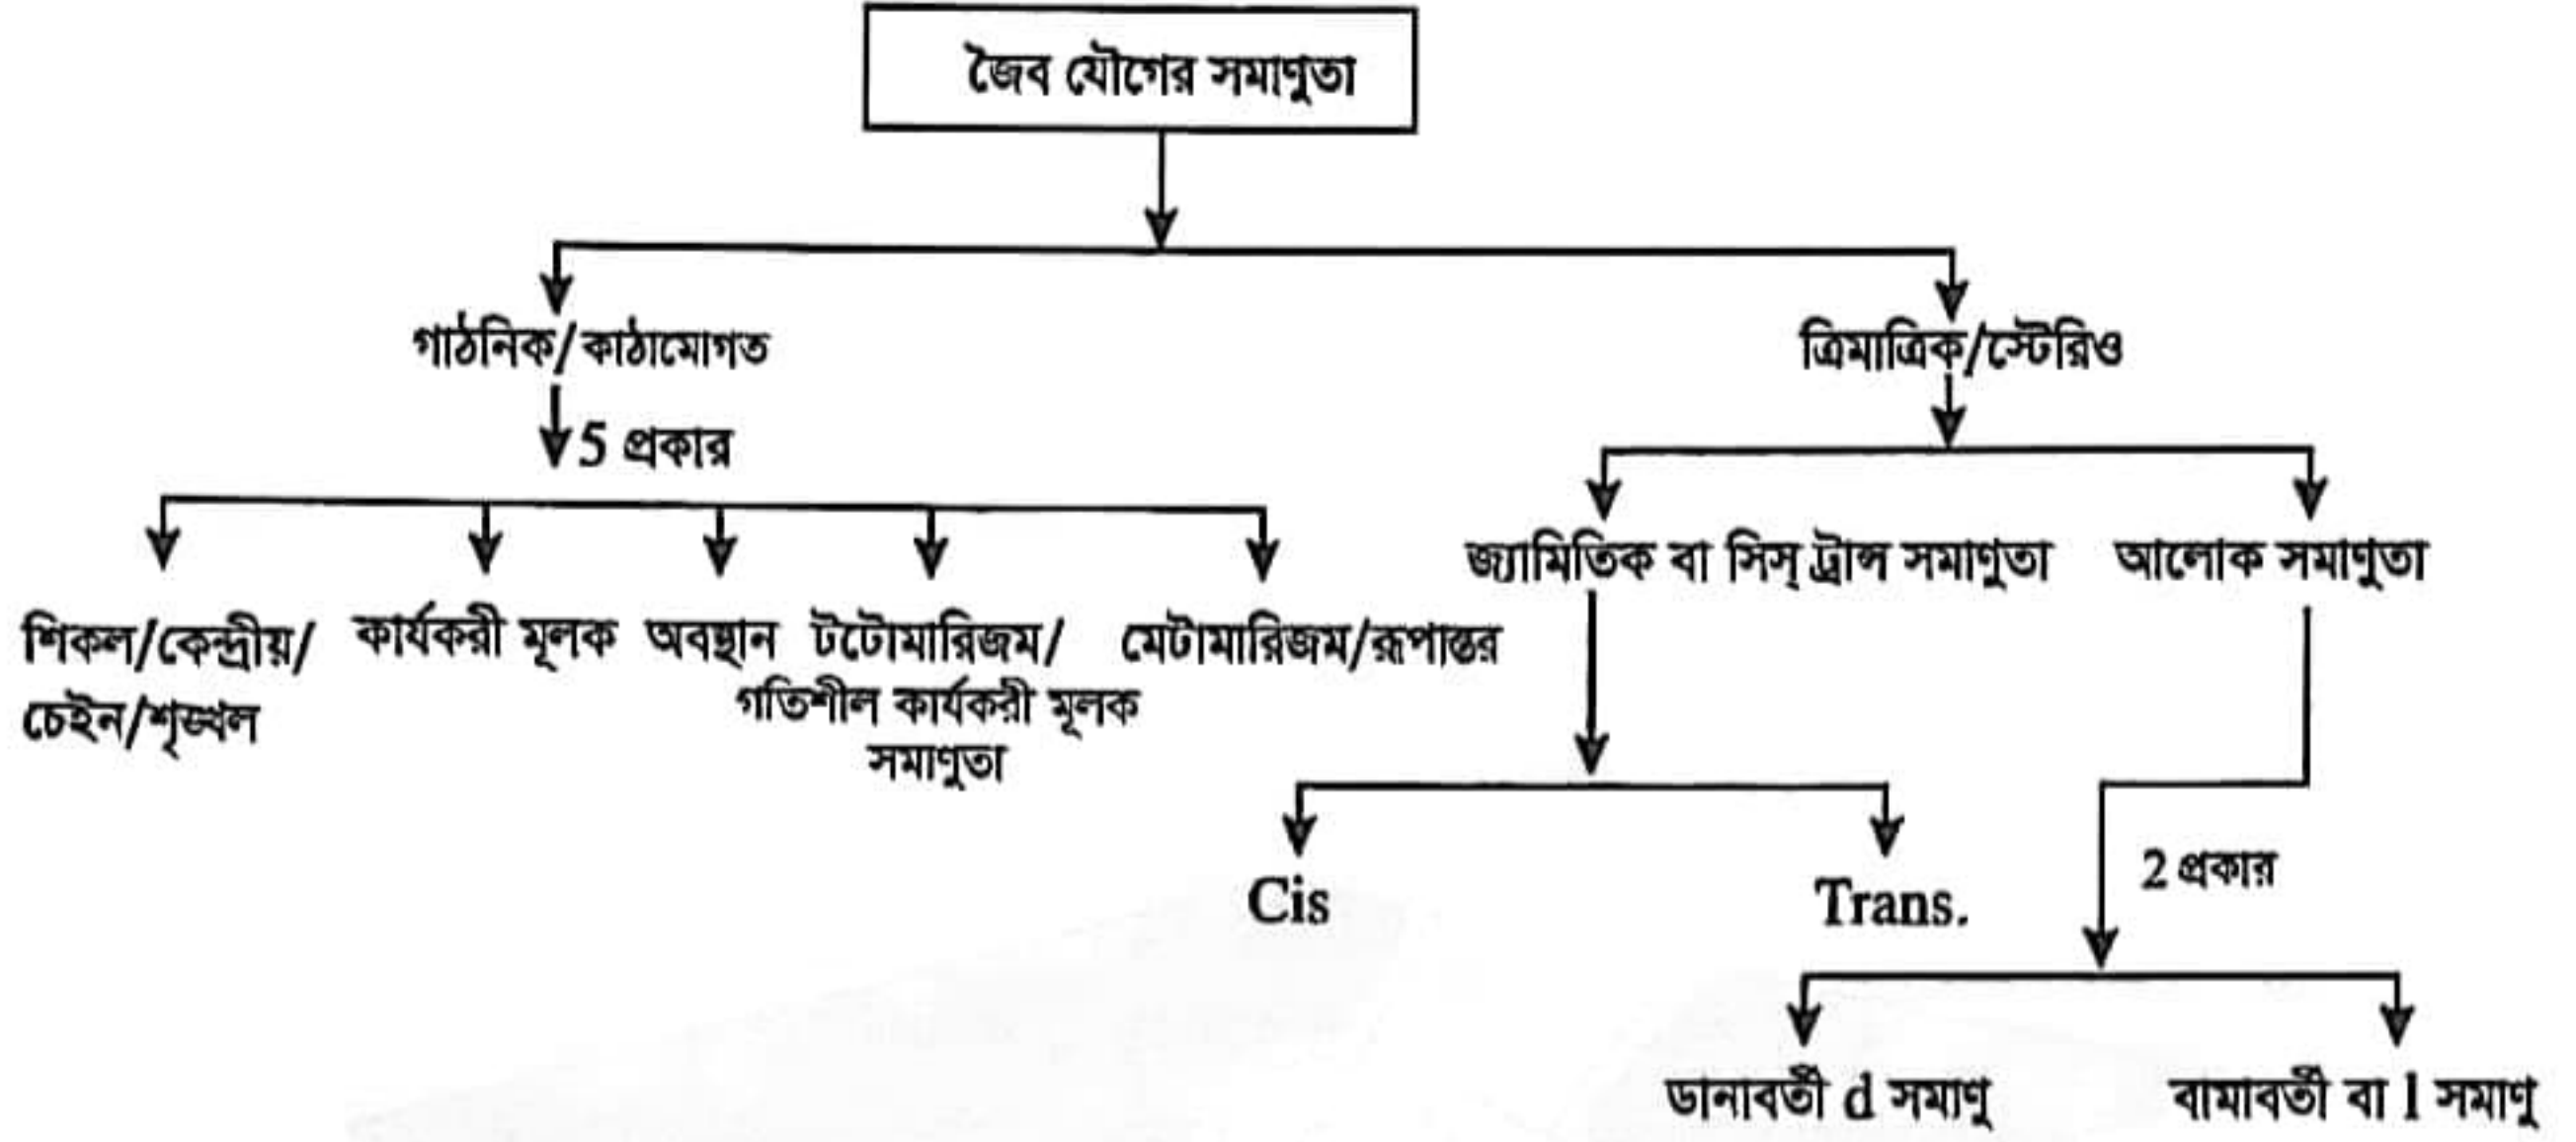 জৈব যৌগের সমাণুতা
গাঠনিক/কাঠামোগত
ত্রিমাত্রিক/স্টেরিও
5 প্রকার
জ্যামিতিক বা সিস্ ট্রান্স সমাণুতা
আলোক সমাণুতা
শিকল/কেন্দ্রীয়/
চেইন/শৃঙ্খল
কার্যকরী মূলক
অবস্থান
টটোমারিজম/
গতিশীল কার্যকরী মূলক
সমাণুতা
মেটামারিজম/রূপান্তর
Cis
Trans.
2 প্রকার
ডানাবর্তী d সমাণু
বামাবর্তী বা l সমাণু